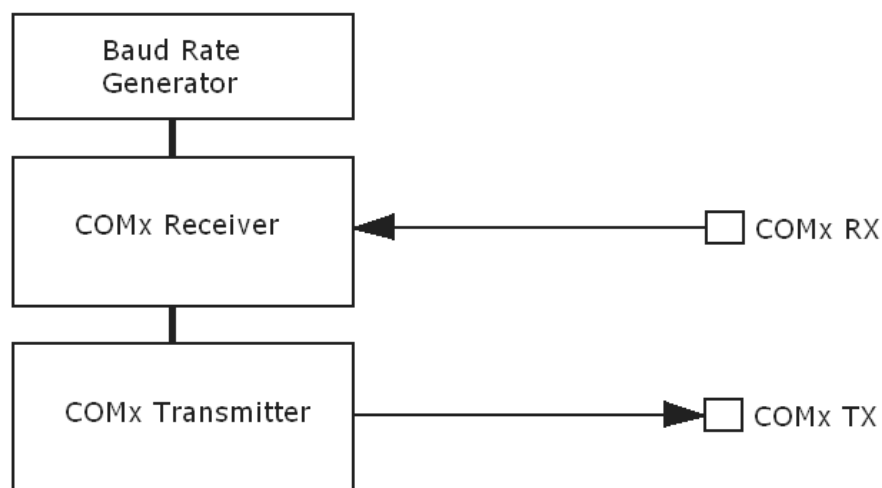 Baud Rate
Generator
COMx Receiver
COMx RX
COMx Transmitter
COMx TX